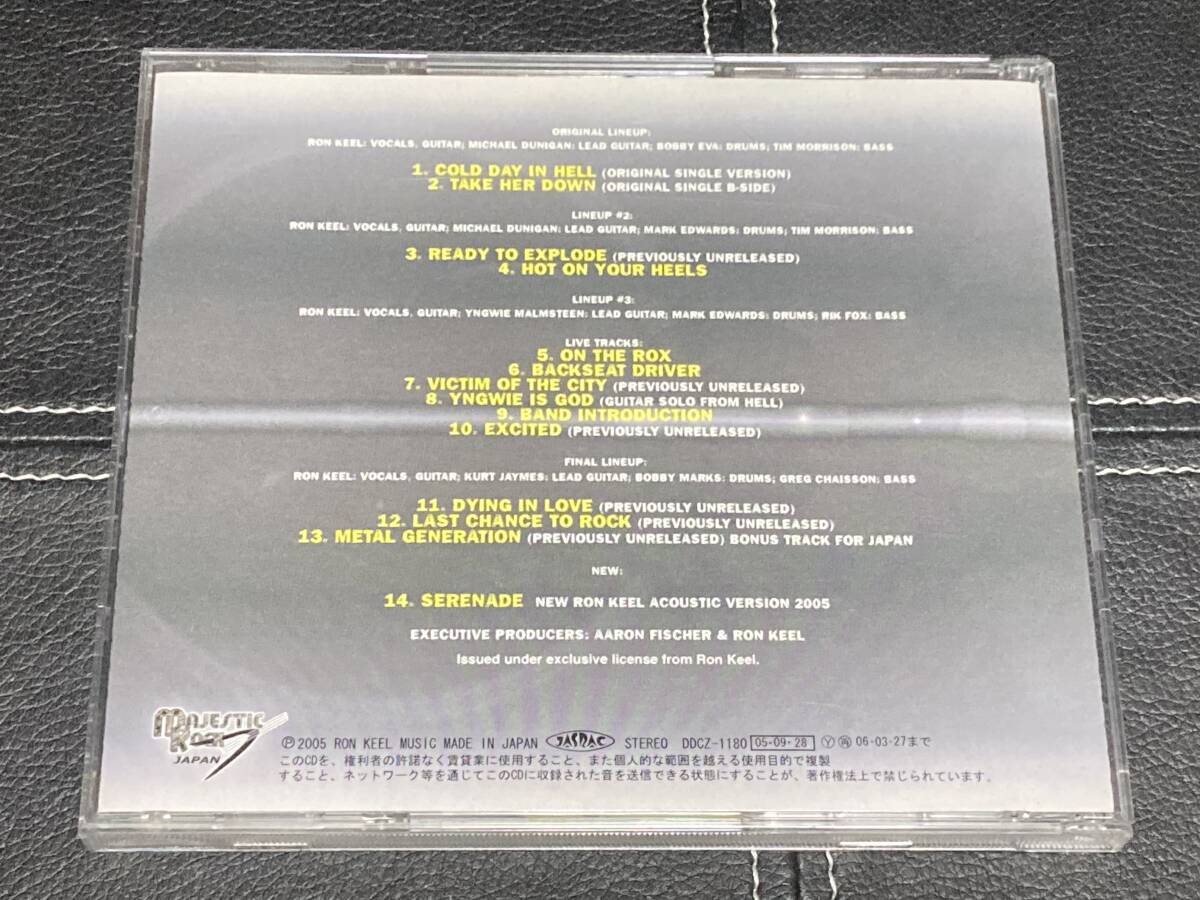 ORIGINAL LINEUP:
RON KEEL: VOCALS, GUITAR; MICHAEL DUNIGAN: LEAD GUITAR; BOBBY EVA: DRUMS; TIM MORRISON: BASS
1. COLD DAY IN HELL (ORIGINAL SINGLE VERSION)
2. TAKE HER DOWN (ORIGINAL SINGLE B-SIDE)
LINEUP #2:
RON KEEL: VOCALS, GUITAR; MICHAEL DUNIGAN: LEAD GUITAR; MARK EDWARDS: DRUMS; TIM MORRISON: BASS
3. READY TO EXPLODE (PREVIOUSLY UNRELEASED)
4. HOT ON YOUR HEELS
LINEUP #3:
RON KEEL: VOCALS, GUITAR; YNGWIE MALMSTEEN: LEAD GUITAR; MARK EDWARDS: DRUMS; RIK FOX: BASS
LIVE TRACKS:
5. ON THE ROX
6. BACKSEAT DRIVER
7. VICTIM OF THE CITY (PREVIOUSLY UNRELEASED)
8. YNGWIE IS GOD (GUITAR SOLO FROM HELL)
9. BAND INTRODUCTION
10. EXCITED (PREVIOUSLY UNRELEASED)
FINAL LINEUP:
RON KEEL: VOCALS, GUITAR; KURT JAYMES: LEAD GUITAR; BOBBY MARKS: DRUMS; GREG CHAISSON: BASS
11. DYING IN LOVE (PREVIOUSLY UNRELEASED)
12. LAST CHANCE TO ROCK (PREVIOUSLY UNRELEASED)
13. METAL GENERATION (PREVIOUSLY UNRELEASED) BONUS TRACK FOR JAPAN
NEW:
14. SERENADE NEW RON KEEL ACOUSTIC VERSION 2005
EXECUTIVE PRODUCERS: AARON FISCHER & RON KEEL
Issued under exclusive license from Ron Keel.
MAJESTIC
ROCK
JAPAN
Ⓟ2005 RON KEEL MUSIC MADE IN JAPAN JASRAC STEREO DDCZ-1180 05・09・28 Ⓨ㊢ 06・03・27まで
このCDを、権利者の許諾なく賃貸業に使用すること、また個人的な範囲を越える使用目的で複製
すること、ネットワーク等を通じてこのCDに収録された音を送信できる状態にすることが、著作権法上で禁じられています。